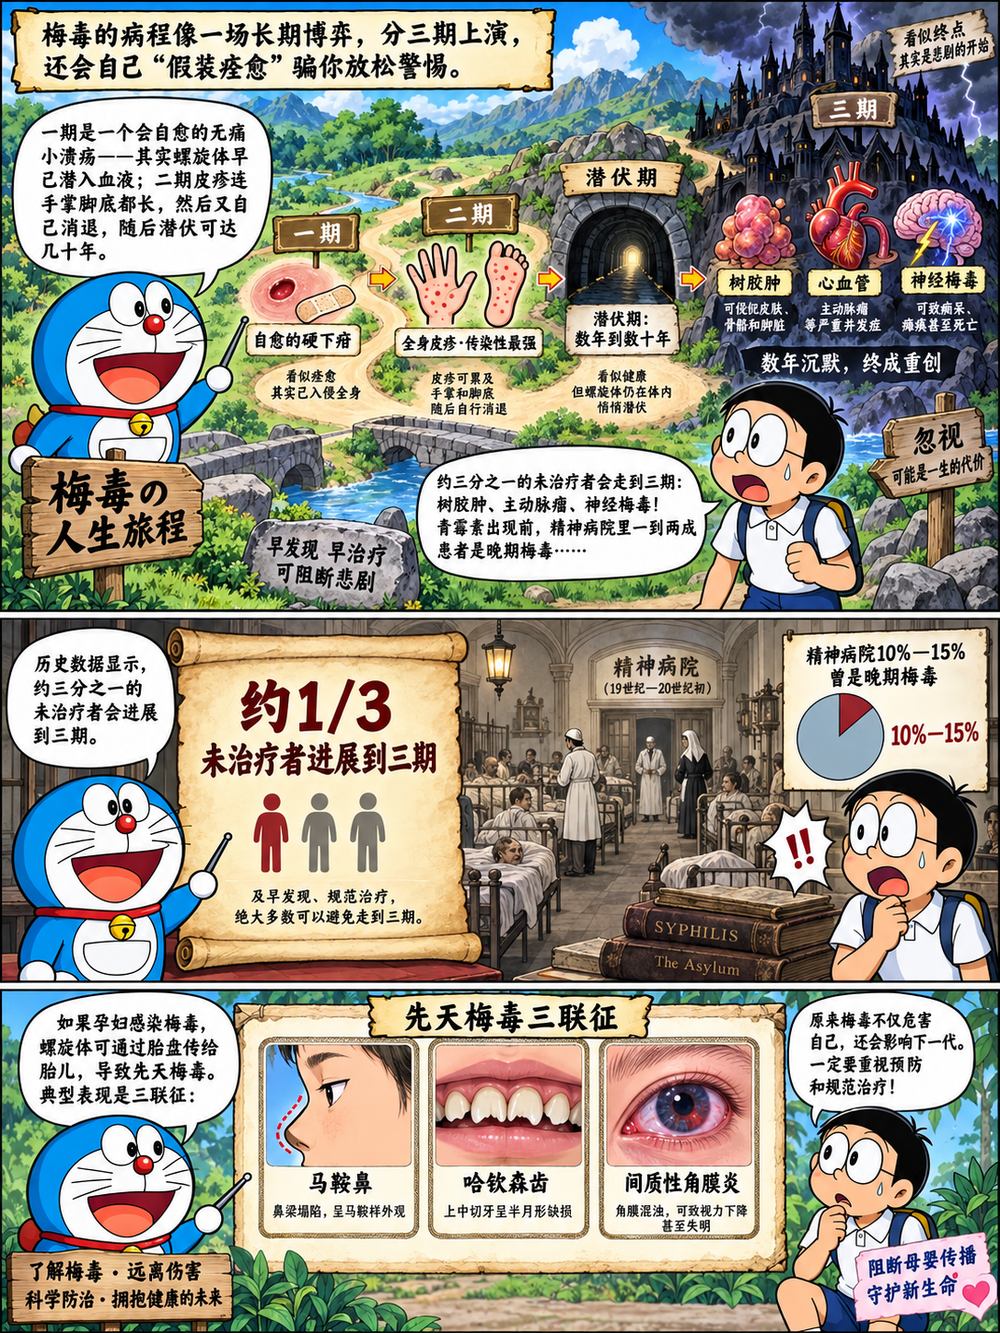 梅毒的病程像一场长期博弈，分三期上演，
还会自己“假装痊愈”骗你放松警惕。
看似终点
其实是悲剧的开始
三期
一期是一个会自愈的无痛
小溃疡——其实螺旋体早
已潜入血液；二期皮疹连
手掌脚底都长，然后又自
己消退，随后潜伏可达
几十年。
一期
自愈的硬下疳
看似痊愈
其实已入侵全身
二期
全身皮疹·传染性最强
皮疹可累及
手掌和脚底
随后自行消退
潜伏期
潜伏期：
数年到数十年
看似健康
但螺旋体仍在体内
悄悄潜伏
树胶肿
可侵犯皮肤、
骨骼和脚脏
心血管
主动脉瘤
等严重并发症
神经梅毒
可致痴呆、
瘫痪甚至死亡
数年沉默，终成重创
忽视
可能是一生的代价
梅毒の
人生旅程
早发现 早治疗
可阻断悲剧
约三分之一的未治疗者会走到三期：
树胶肿、主动脉瘤、神经梅毒！
青霉素出现前，精神病院里一到两成
患者是晚期梅毒……
历史数据显示，
约三分之一的
未治疗者会进展
到三期。
约1/3
未治疗者进展到三期
及早发现、规范治疗，
绝大多数可以避免走到三期。
精神病院
（19世纪—20世纪初）
精神病院10%—15%
曾是晚期梅毒
10%—15%
!!
SYPHILIS
The Asylum
如果孕妇感染梅毒，
螺旋体可通过胎盘传给
胎儿，导致先天梅毒。
典型表现是三联征：
先天梅毒三联征
马鞍鼻
鼻梁塌陷，呈马鞍样外观
哈钦森齿
上中切牙呈半月形缺损
间质性角膜炎
角膜混浊，可致视力下降
甚至失明
原来梅毒不仅危害
自己，还会影响下一代。
一定要重视预防
和规范治疗！
了解梅毒·远离伤害
科学防治·拥抱健康的未来
阻断母婴传播
守护新生命